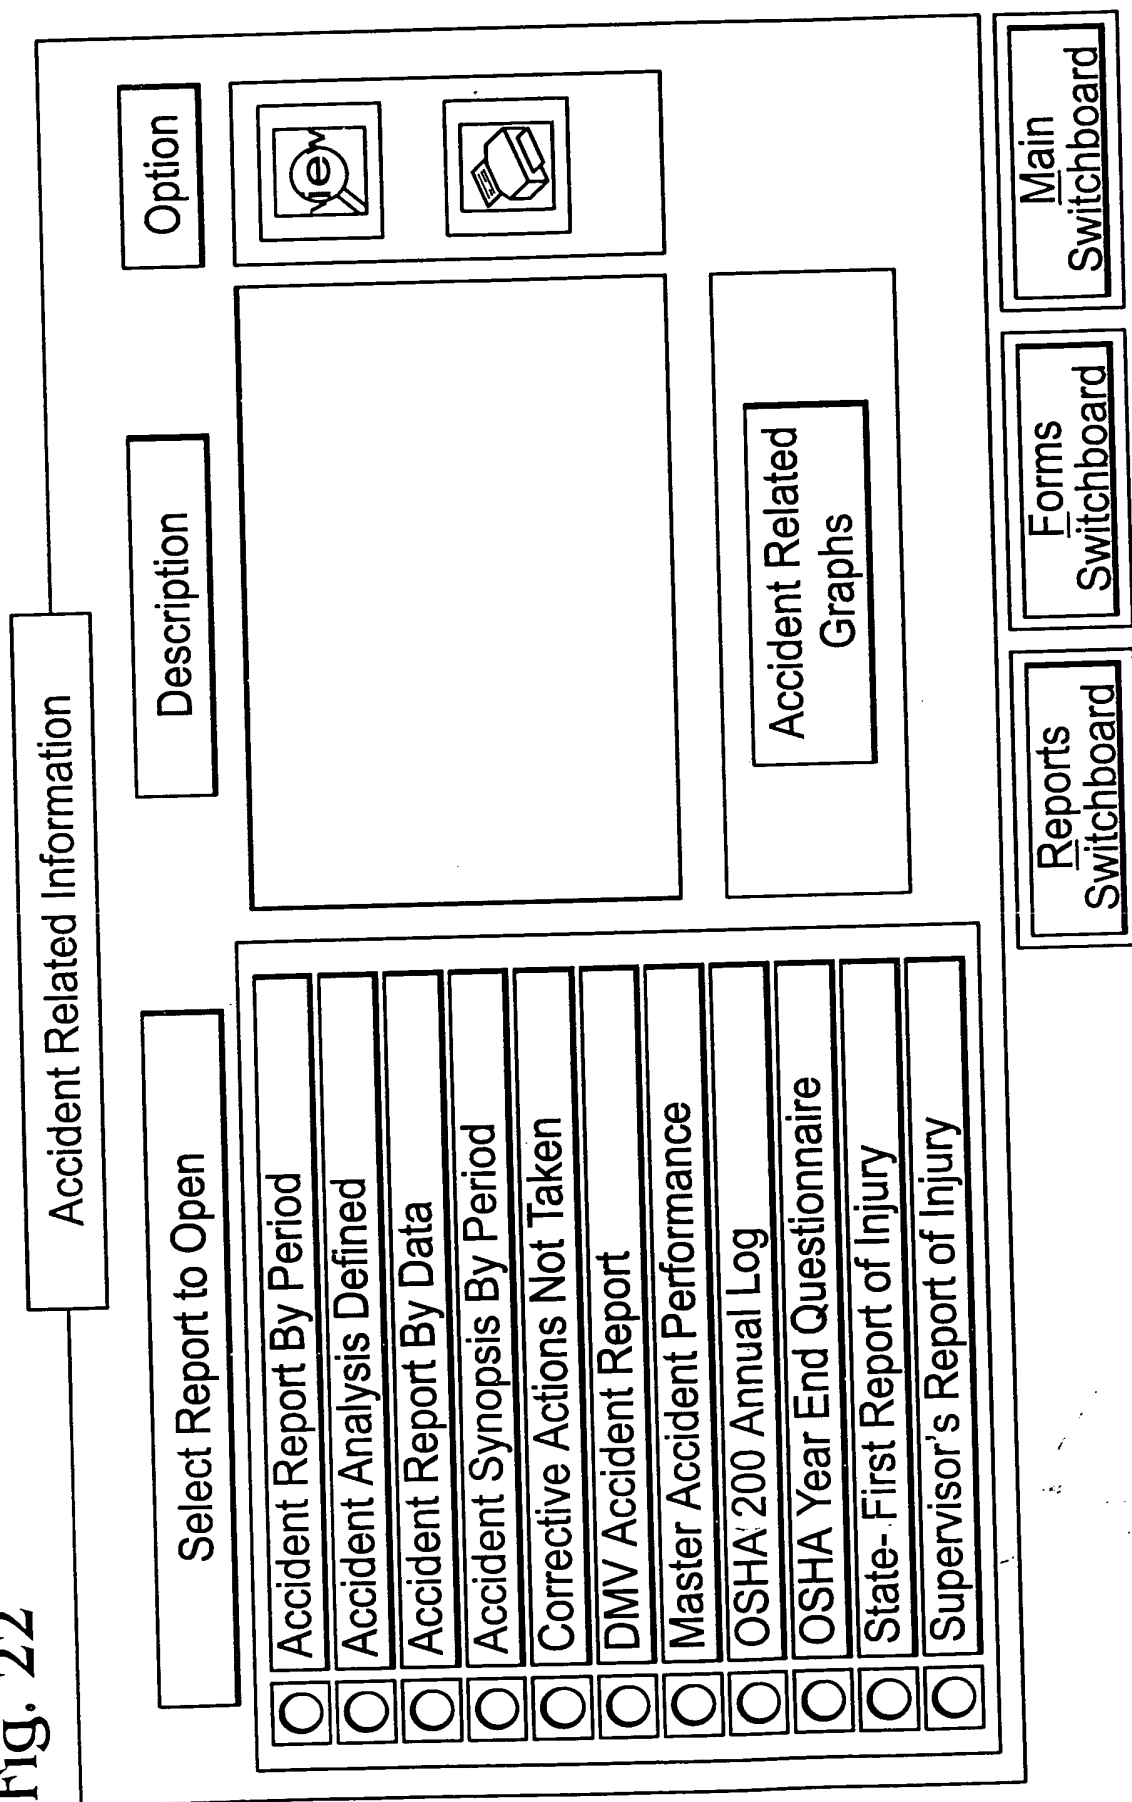 Fig. 22
Accident Related Information
Select Report to Open
Description
Option
Accident Report By Period
Accident Analysis Defined
Accident Report By Data
Accident Synopsis By Period
Corrective Actions Not Taken
DMV Accident Report
Master Accident Performance
OSHA 200 Annual Log
OSHA Year End Questionnaire
State- First Report of Injury
Supervisor's Report of Injury
View
Accident Related
Graphs
Reports
Switchboard
Forms
Switchboard
Main
Switchboard